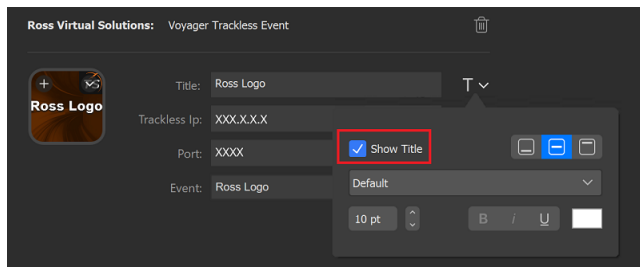 Ross Virtual Solutions: Voyager Trackless Event
Ross Logo
Title: Ross Logo
T
Trackless Ip: XXX.X.X.X
Port: XXXX
Event: Ross Logo
Show Title
Default
10 pt
B i U